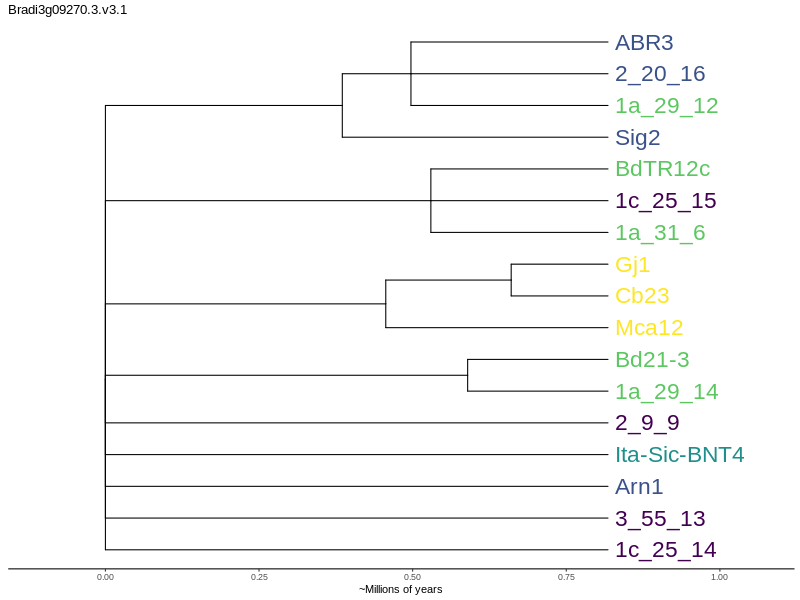 Bradi3g09270.3.v3.1
ABR3
2_20_16
1a_29_12
Sig2
BdTR12c
1c_25_15
1a_31_6
Gj1
Cb23
Mca12
Bd21-3
1a_29_14
2_9_9
Ita-Sic-BNT4
Arn1
3_55_13
1c_25_14
0.00 0.25 0.50 0.75 1.00
~Millions of years